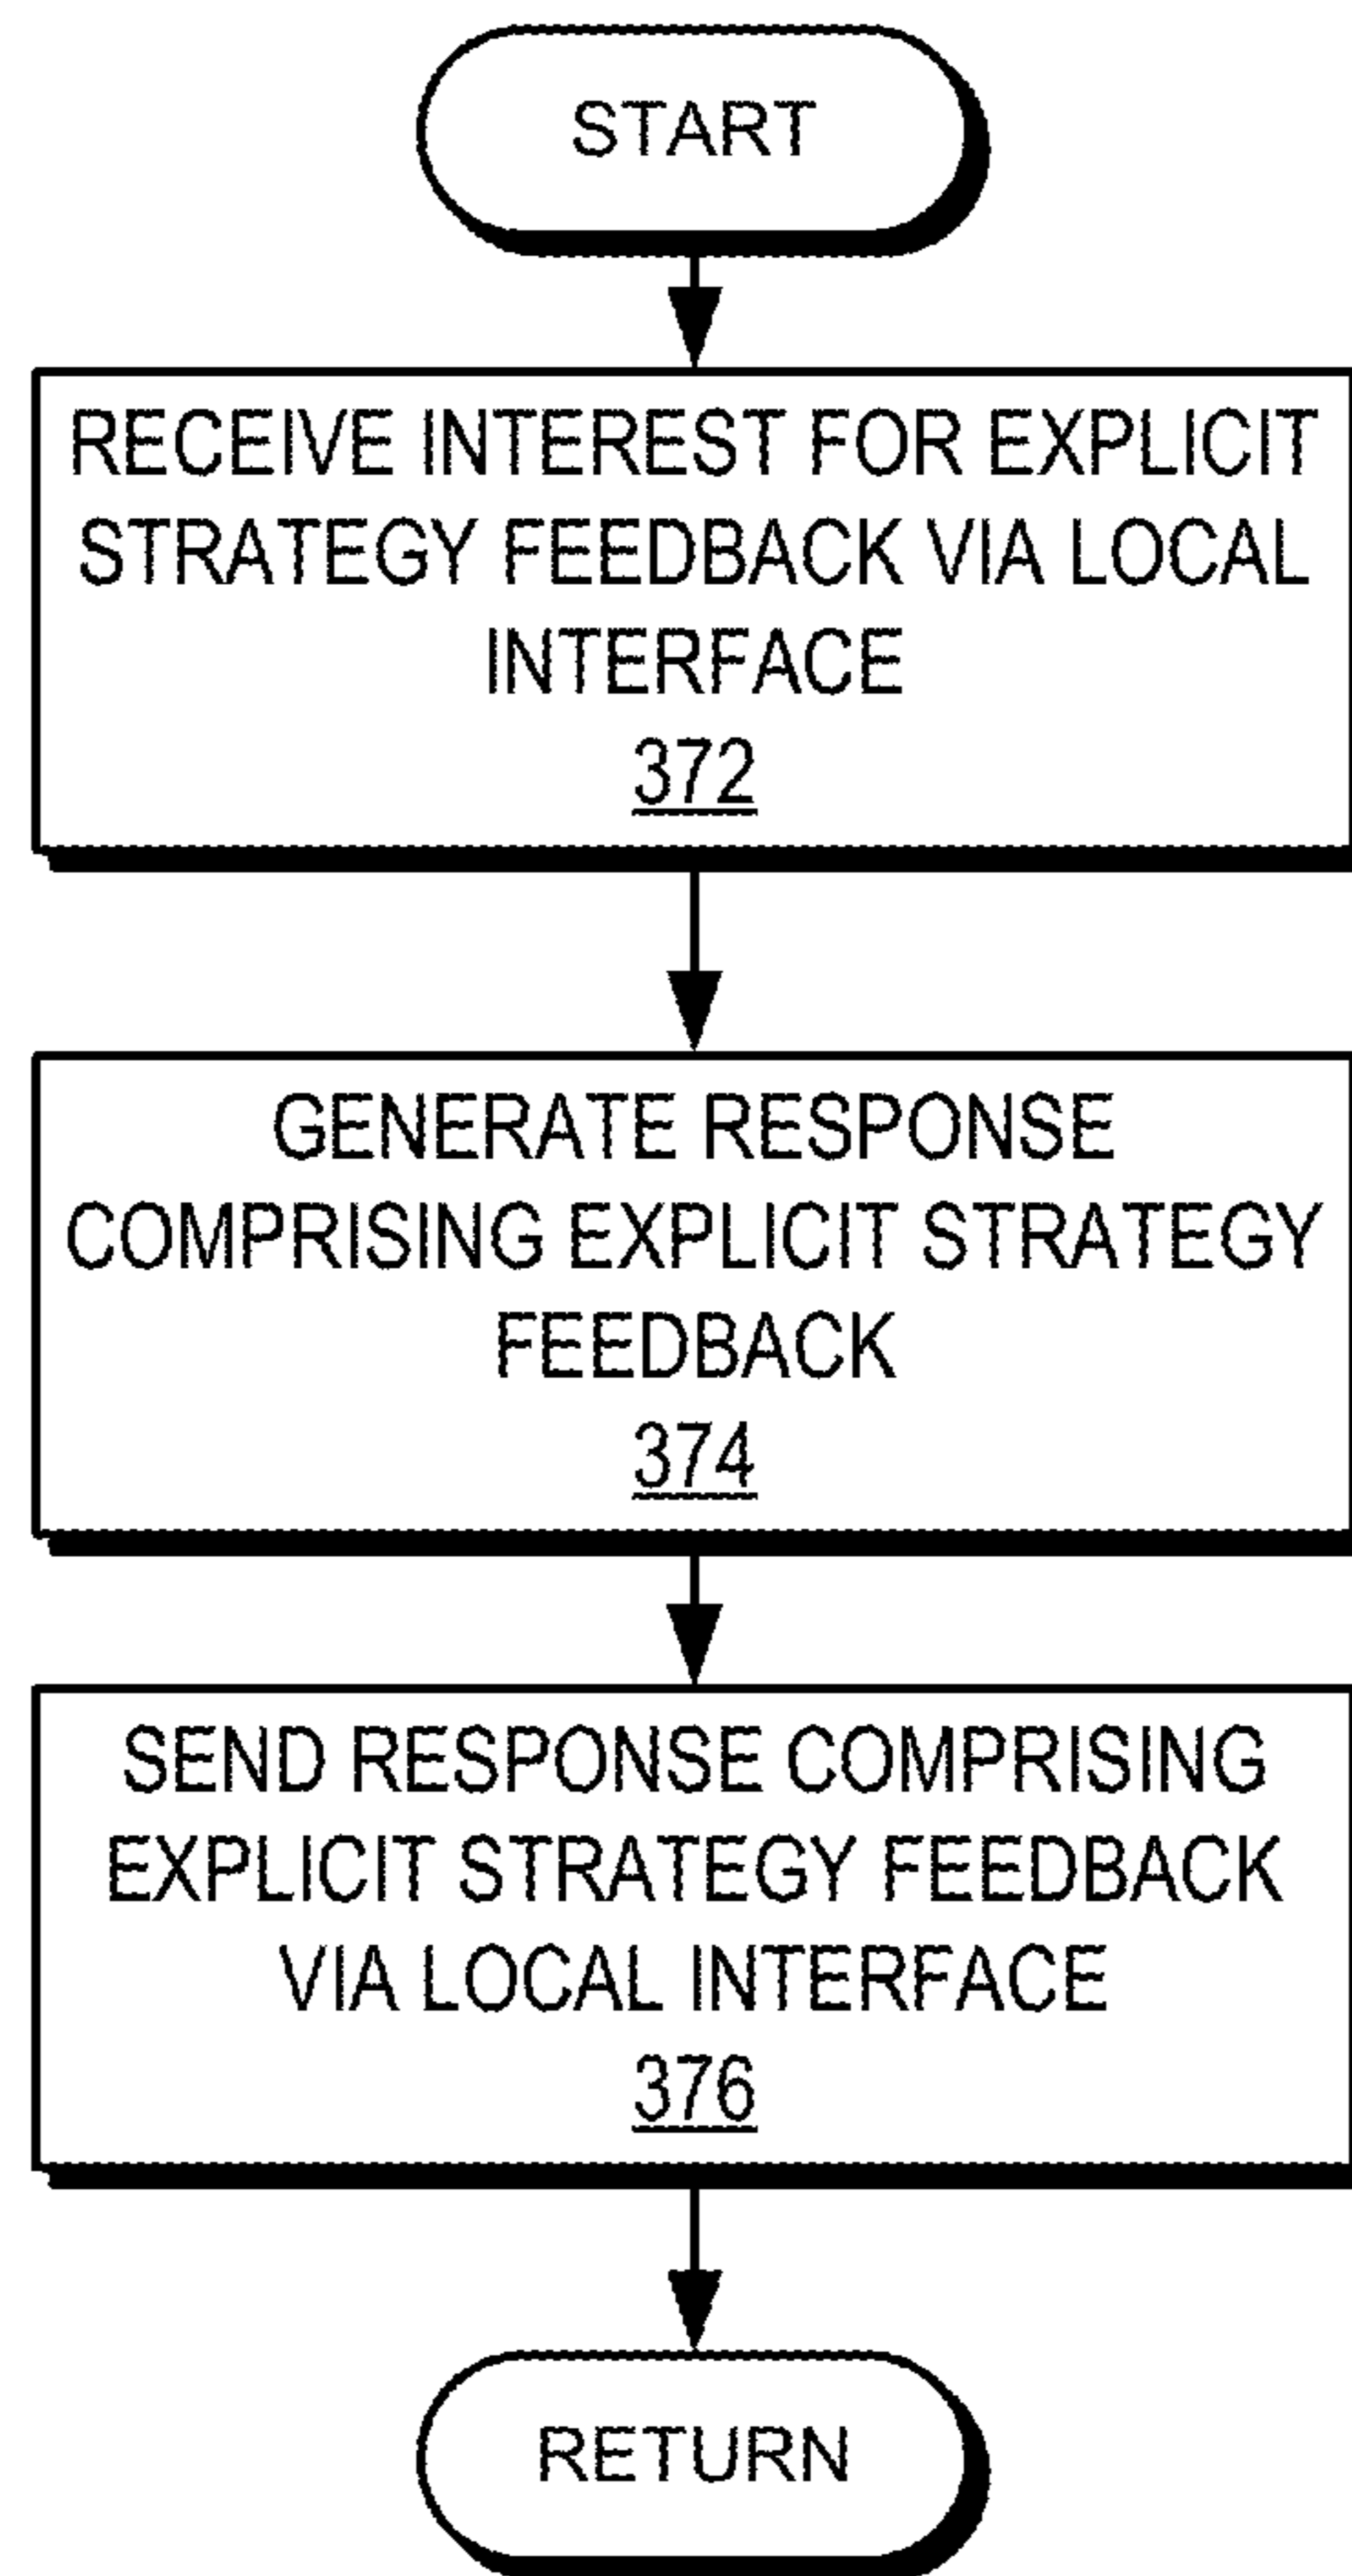 START
RECEIVE INTEREST FOR EXPLICIT
STRATEGY FEEDBACK VIA LOCAL
INTERFACE
372
GENERATE RESPONSE
COMPRISING EXPLICIT STRATEGY
FEEDBACK
374
SEND RESPONSE COMPRISING
EXPLICIT STRATEGY FEEDBACK
VIA LOCAL INTERFACE
376
RETURN